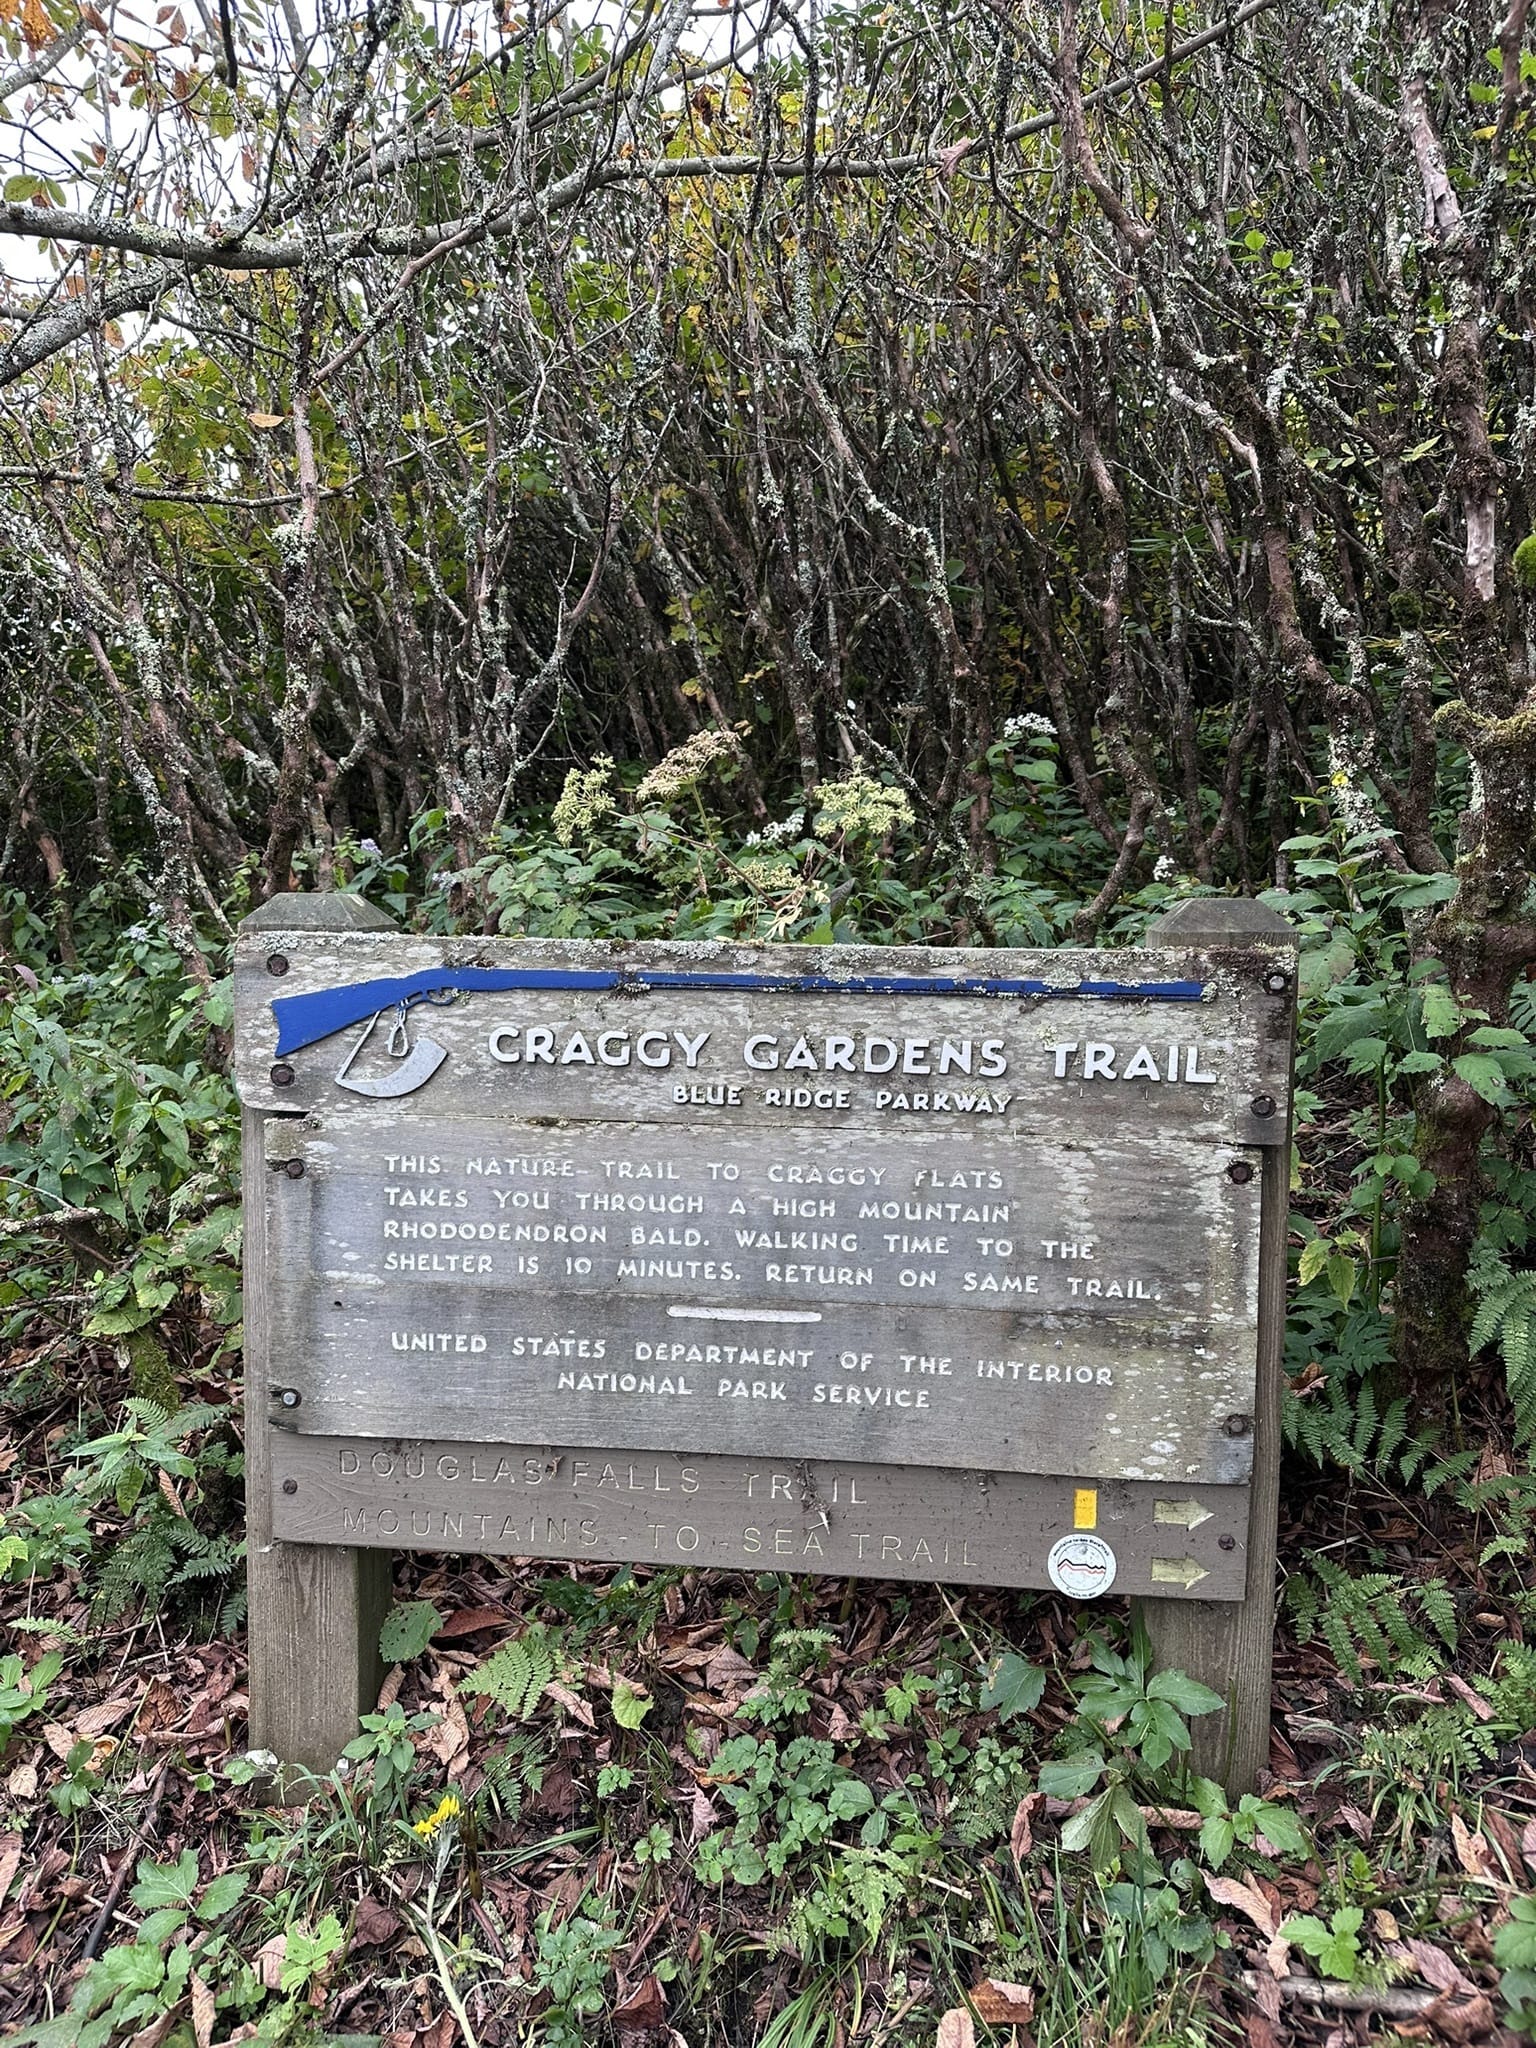 CRAGGY GARDENS TRAIL
BLUE RIDGE PARKWAY
THIS NATURE TRAIL TO CRAGGY FLATS
TAKES YOU THROUGH A HIGH MOUNTAIN
RHODODENDRON BALD. WALKING TIME TO THE
SHELTER IS 10 MINUTES. RETURN ON SAME TRAIL.
UNITED STATES DEPARTMENT OF THE INTERIOR
NATIONAL PARK SERVICE
DOUGLAS FALLS TRAIL
MOUNTAINS-TO-SEA TRAIL